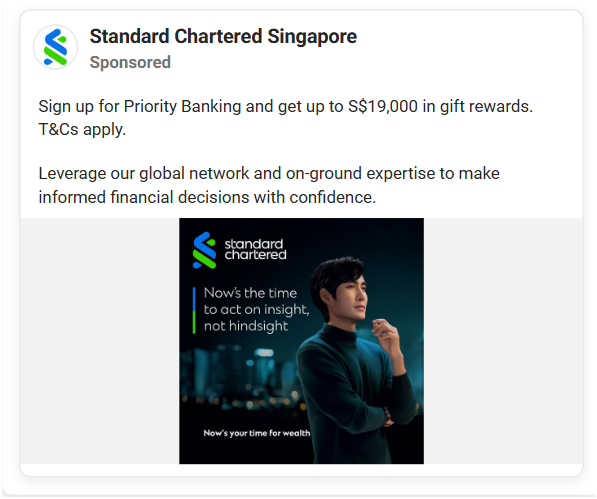 Standard Chartered Singapore
Sponsored
Sign up for Priority Banking and get up to S$19,000 in gift rewards.
T&Cs apply.
Leverage our global network and on-ground expertise to make
informed financial decisions with confidence.
standard
chartered
Now's the time
to act on insight,
not hindsight
Now's your time for wealth